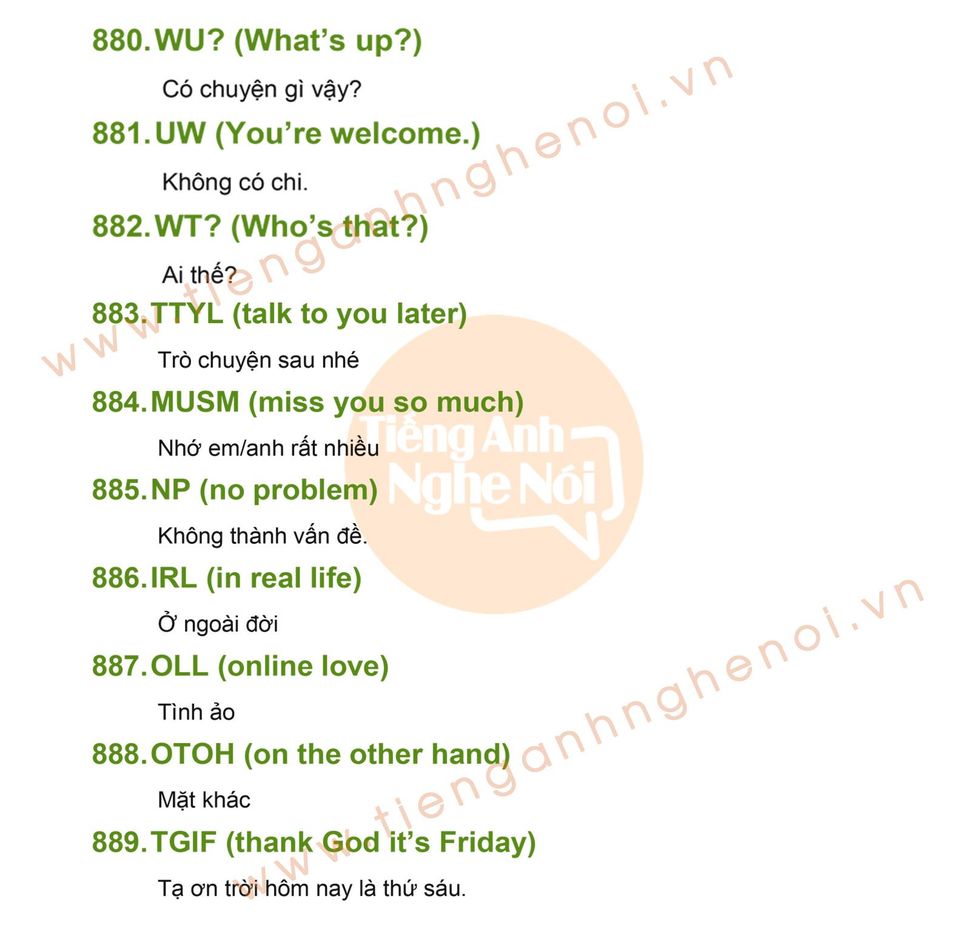 880. WU? (What’s up?)
Có chuyện gì vậy?
881. UW (You’re welcome.)
Không có chi.
882. WT? (Who’s that?)
Ai thế?
883. TTYL (talk to you later)
Trò chuyện sau nhé
884. MUSM (miss you so much)
Nhớ em/anh rất nhiều
885. NP (no problem)
Không thành vấn đề.
886. IRL (in real life)
Ở ngoài đời
887. OLL (online love)
Tình ảo
888. OTOH (on the other hand)
Mặt khác
889. TGIF (thank God it’s Friday)
Tạ ơn trời hôm nay là thứ sáu.
www.tienganhnghenoi.vn
Tiếng Anh
Nghe Nói
www.tienganhnghenoi.vn